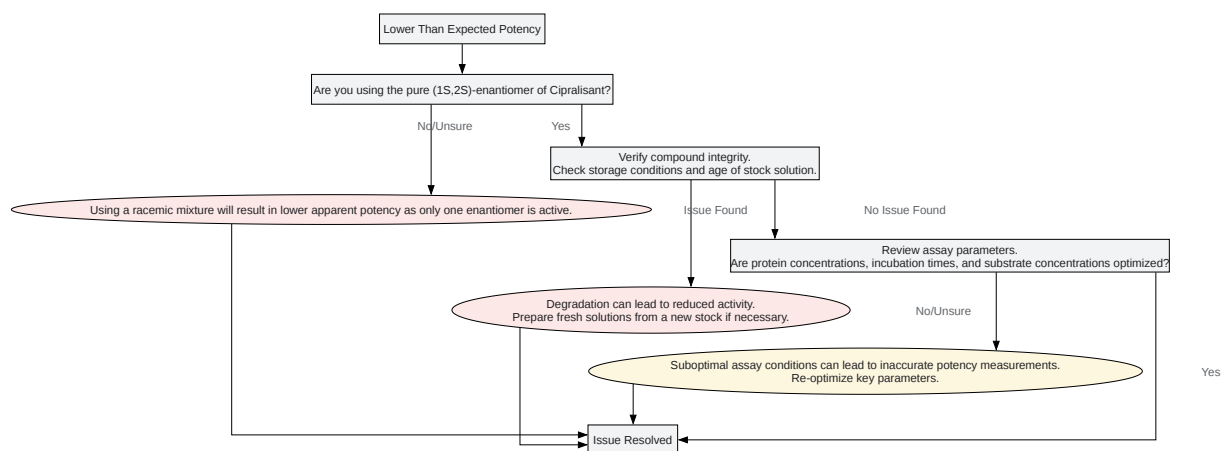 Lower Than Expected Potency
Are you using the pure (1S,2S)-enantiomer of Cipralisant?
No/Unsure
Yes
Verify compound integrity.
Check storage conditions and age of stock solution.
Using a racemic mixture will result in lower apparent potency as only one enantiomer is active.
Issue Found
No Issue Found
Review assay parameters.
Are protein concentrations, incubation times, and substrate concentrations optimized?
Degradation can lead to reduced activity.
Prepare fresh solutions from a new stock if necessary.
No/Unsure
Suboptimal assay conditions can lead to inaccurate potency measurements.
Re-optimize key parameters.
Yes
Issue Resolved